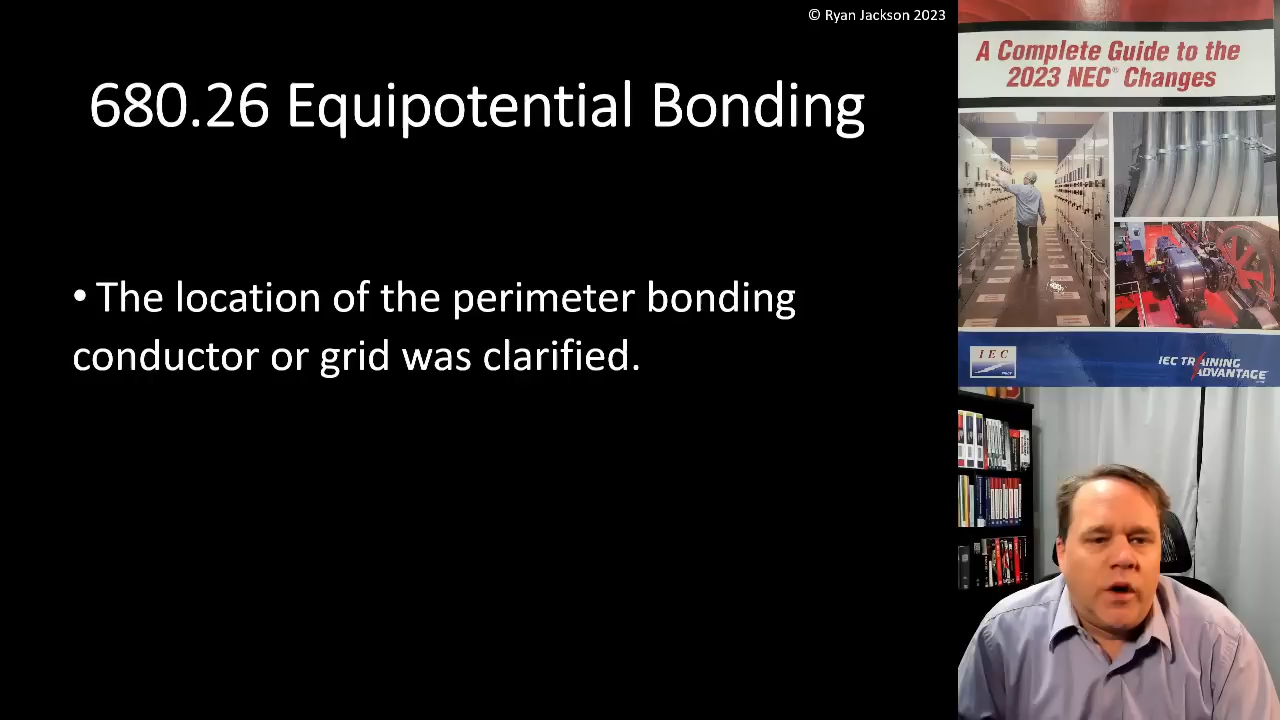 © Ryan Jackson 2023
680.26 Equipotential Bonding
• The location of the perimeter bonding
conductor or grid was clarified.
A Complete Guide to the
2023 NEC® Changes
IEC
IEC TRAINING
ADVANTAGE